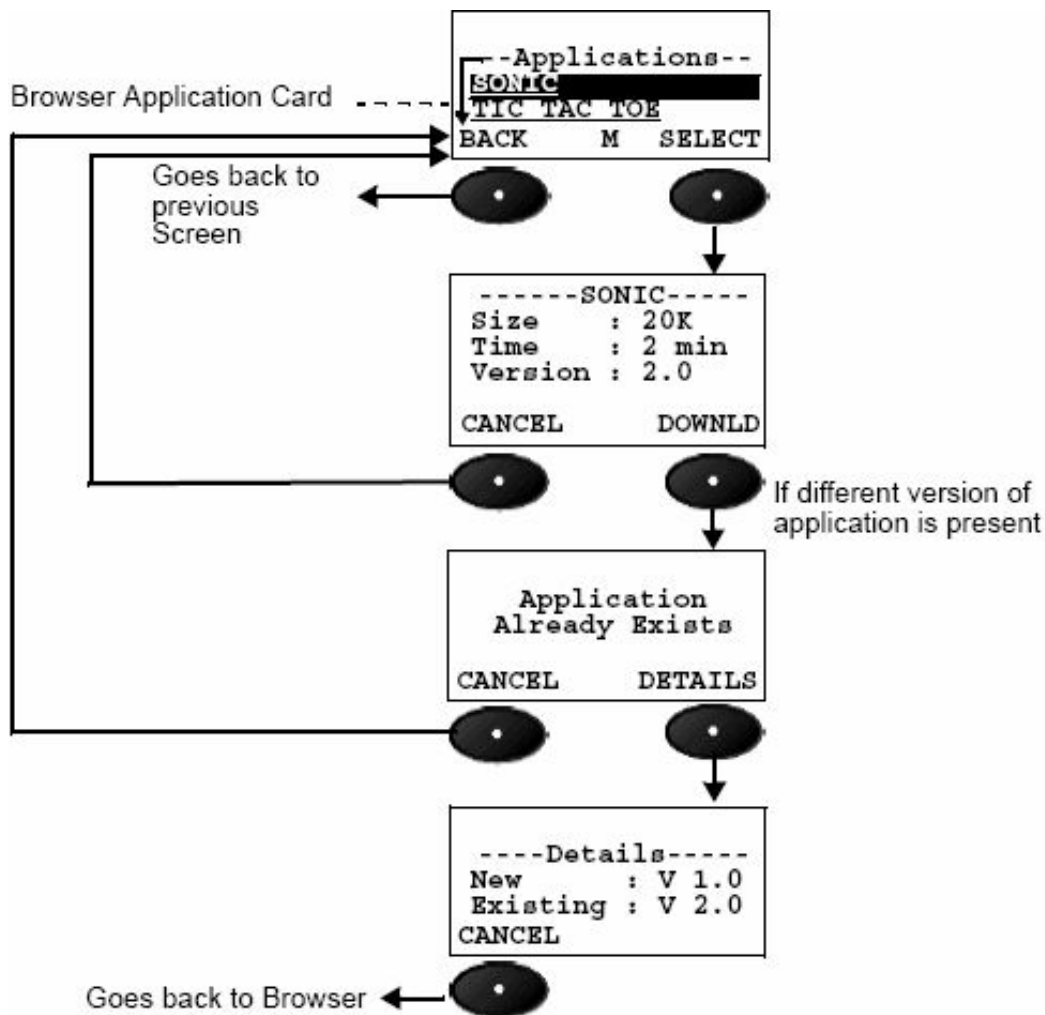 --Applications--
SONIC
TIC TAC TOE
BACK M SELECT
Browser Application Card
Goes back to
previous
Screen
------SONIC-----
Size : 20K
Time : 2 min
Version : 2.0
CANCEL DOWNLD
If different version of
application is present
Application
Already Exists
CANCEL DETAILS
----Details-----
New : V 1.0
Existing : V 2.0
CANCEL
Goes back to Browser